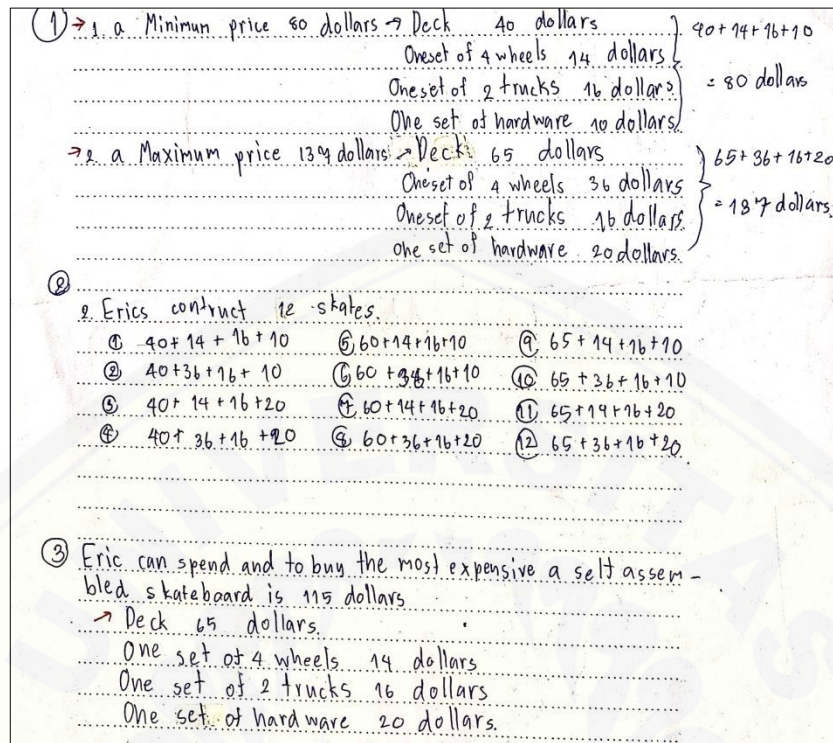 ① → 1. a Minimun price 80 dollars → Deck 40 dollars
40+14+16+10
Oneset of 4 wheels 14 dollars
Oneset of 2 trucks 16 dollars
= 80 dollars
One set of hardware 10 dollars
→ 2. a Maximum price 137 dollars → Deck 65 dollars
65+36+16+20
Oneset of 4 wheels 36 dollars
Oneset of 2 trucks 16 dollars
= 137 dollars
one set of hardware 20 dollars.
②
2. Erics contruct 12 skates.
① 40+ 14 + 16+10 ⑤ 60+14+16+10 ⑨ 65+14+16+10
② 40+36+16+ 10 ⑥ 60 +36+16+10 ⑩ 65+36+16+10
③ 40+ 14 +16+20 ⑦ 60+14+16+20 ⑪ 65+14+16+20
④ 40+ 36+16 +20 ⑧ 60+36+16+20 ⑫ 65+36+16+20
③ Eric can spend and to buy the most expensive a self assem-
bled skateboard is 115 dollars
→ Deck 65 dollars.
One set of 4 wheels 14 dollars
One set of 2 trucks 16 dollars
One set of hard ware 20 dollars.
UNIVERSITAS